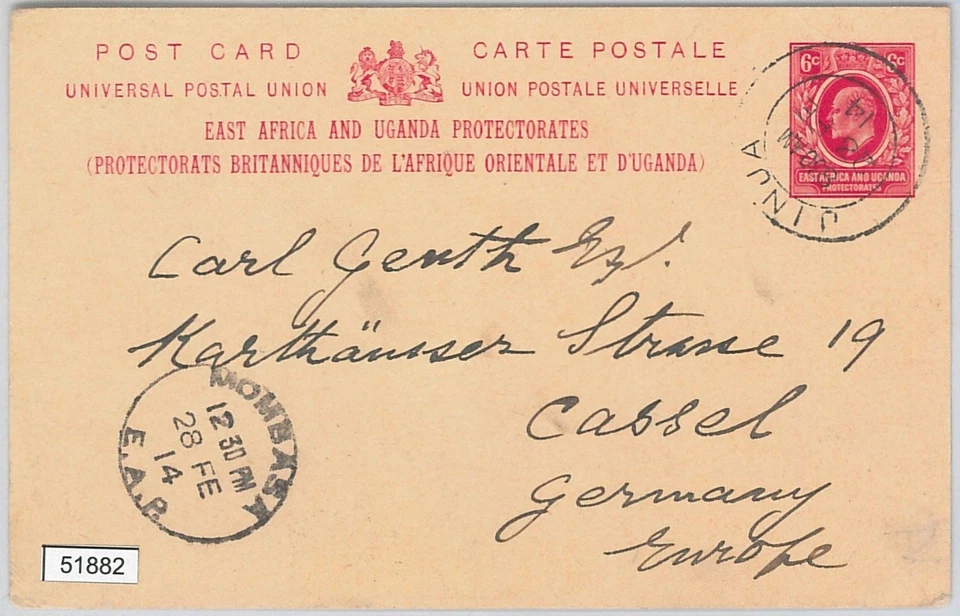 POST CARD
CARTE POSTALE
6c 6c
UNIVERSAL POSTAL UNION
UNION POSTALE UNIVERSELLE
EAST AFRICA AND UGANDA PROTECTORATES
(PROTECTORATS BRITANNIQUES DE L'AFRIQUE ORIENTALE ET D'UGANDA)
EAST AFRICA AND UGANDA
PROTECTORATES
JINJA
14
Carl Genth Esq.
Karthäuser Strasse 19
Cassel
Germany
Europe
MOMBASA
12 30 PM
28 FE
14
E.A.P.
51882